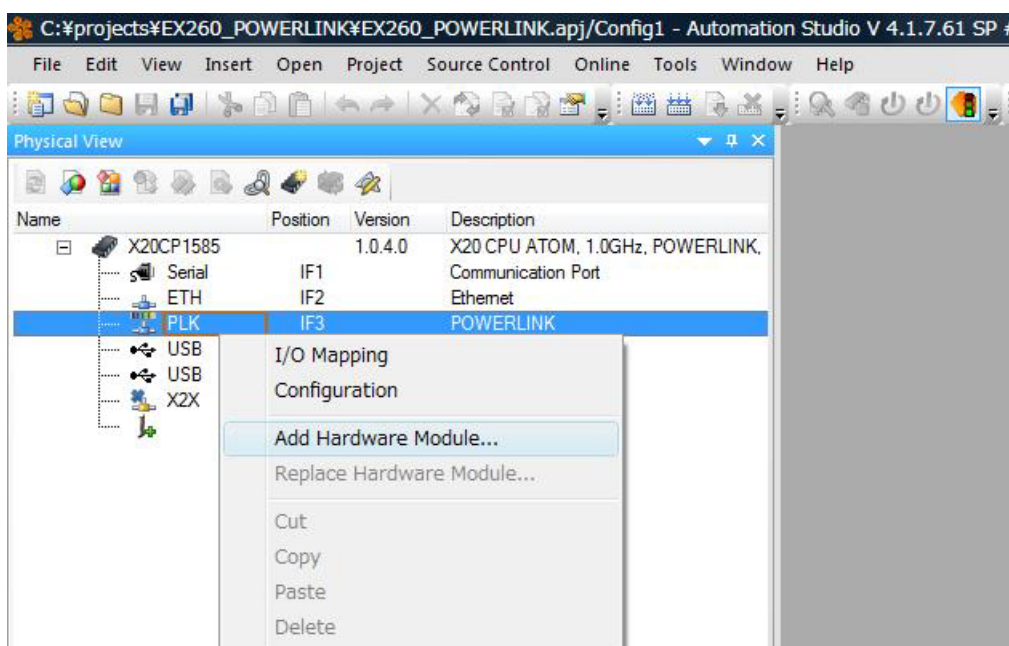 C:¥projects¥EX260_POWERLINK¥EX260_POWERLINK.apj/Config1 - Automation Studio V 4.1.7.61 SP #
File Edit View Insert Open Project Source Control Online Tools Window Help
Physical View
Name Position Version Description
X20CP1585 1.0.4.0 X20 CPU ATOM, 1.0GHz, POWERLINK,
Serial IF1 Communication Port
ETH IF2 Ethernet
PLK IF3 POWERLINK
USB
USB
X2X
I/O Mapping
Configuration
Add Hardware Module...
Replace Hardware Module...
Cut
Copy
Paste
Delete